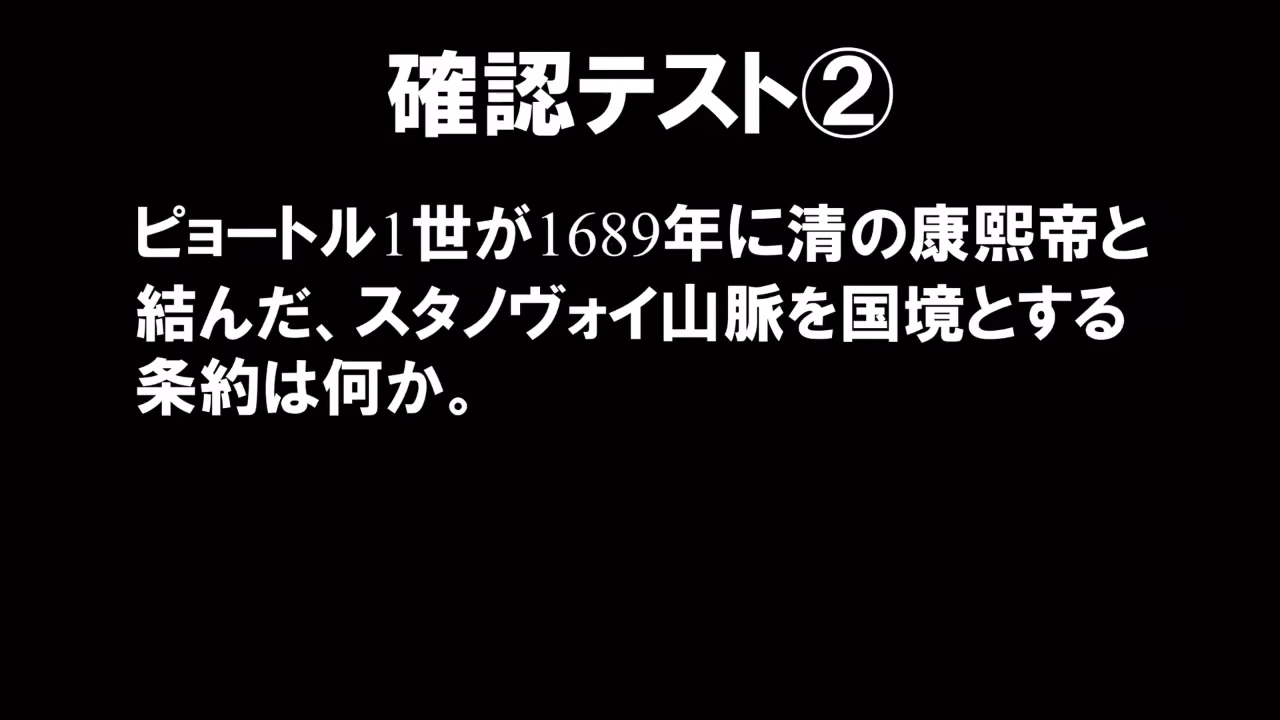 確認テスト②
ピョートル1世が1689年に清の康熙帝と
結んだ、スタノヴォイ山脈を国境とする
条約は何か。